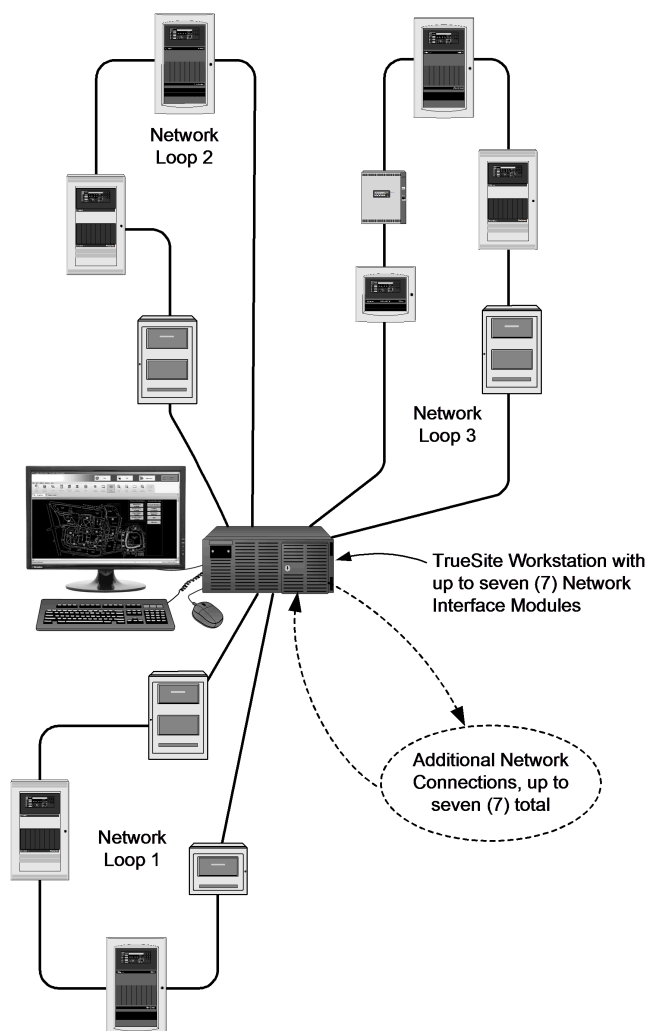 Network
Loop 2
Network
Loop 3
TrueSite Workstation with
up to seven (7) Network
Interface Modules
Additional Network
Connections, up to
seven (7) total
Network
Loop 1